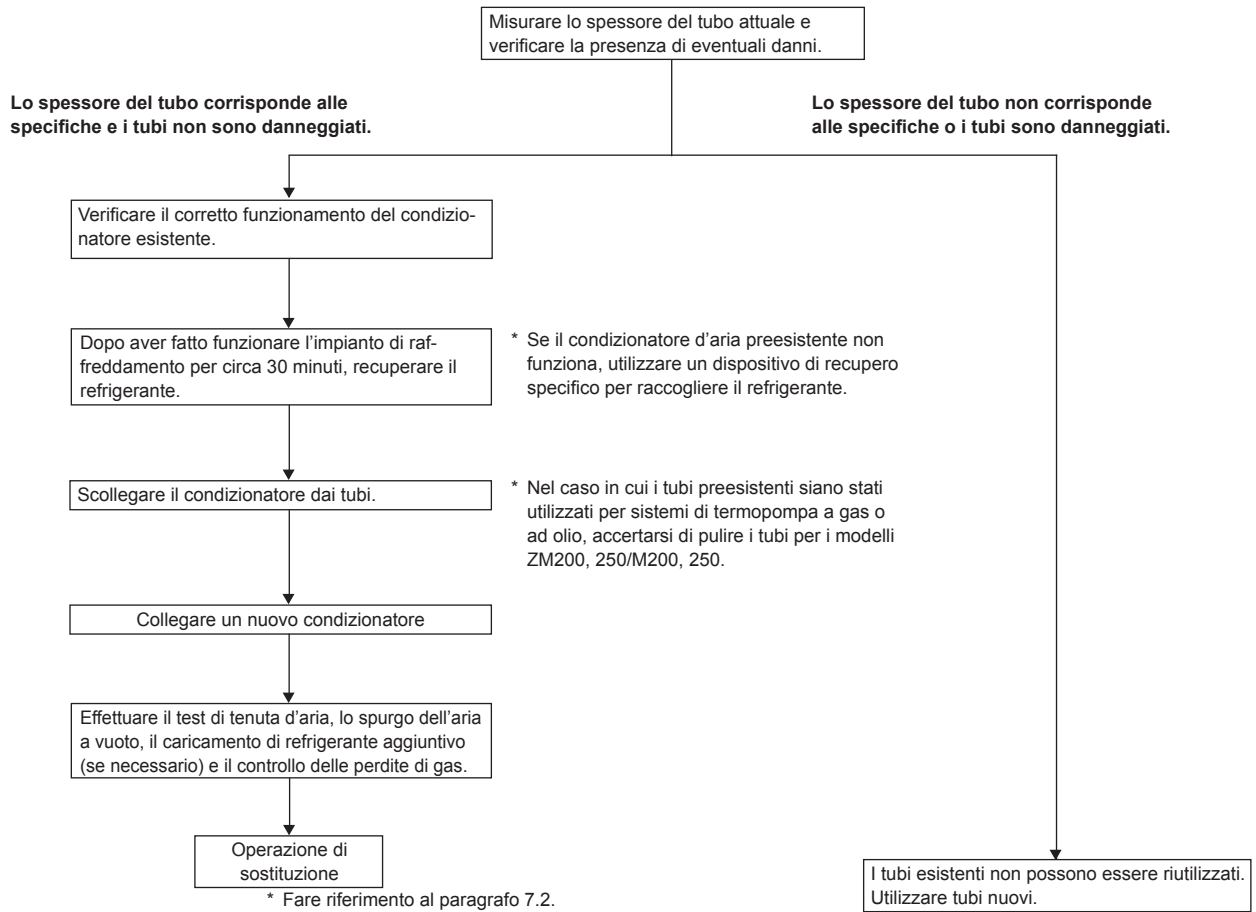 Misurare lo spessore del tubo attuale e
verificare la presenza di eventuali danni.
Lo spessore del tubo corrisponde alle
specifiche e i tubi non sono danneggiati.
Lo spessore del tubo non corrisponde
alle specifiche o i tubi sono danneggiati.
Verificare il corretto funzionamento del condizio-
natore esistente.
Dopo aver fatto funzionare l'impianto di raf-
freddamento per circa 30 minuti, recuperare il
refrigerante.
* Se il condizionatore d'aria preesistente non
funziona, utilizzare un dispositivo di recupero
specifico per raccogliere il refrigerante.
Scollegare il condizionatore dai tubi.
* Nel caso in cui i tubi preesistenti siano stati
utilizzati per sistemi di termopompa a gas o
ad olio, accertarsi di pulire i tubi per i modelli
ZM200, 250/M200, 250.
Collegare un nuovo condizionatore
Effettuare il test di tenuta d'aria, lo spurgo dell'aria
a vuoto, il caricamento di refrigerante aggiuntivo
(se necessario) e il controllo delle perdite di gas.
Operazione di
sostituzione
* Fare riferimento al paragrafo 7.2.
I tubi esistenti non possono essere riutilizzati.
Utilizzare tubi nuovi.